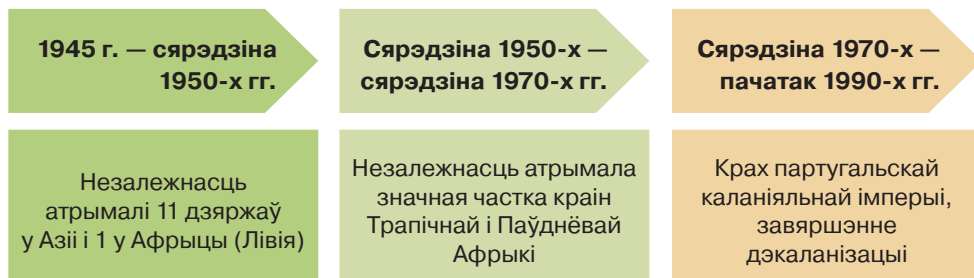 1945 г. — сярэдзіна
1950-х гг.
Сярэдзіна 1950-х —
сярэдзіна 1970-х гг.
Сярэдзіна 1970-х —
пачатак 1990-х гг.
Незалежнасць
атрымалі 11 дзяржаў
у Азіі і 1 у Афрыцы (Лівія)
Незалежнасць атрымала
значная частка краін
Трапічнай і Паўднёвай
Афрыкі
Крах партугальскай
каланіяльнай імперыі,
завяршэнне
дэкаланізацыі